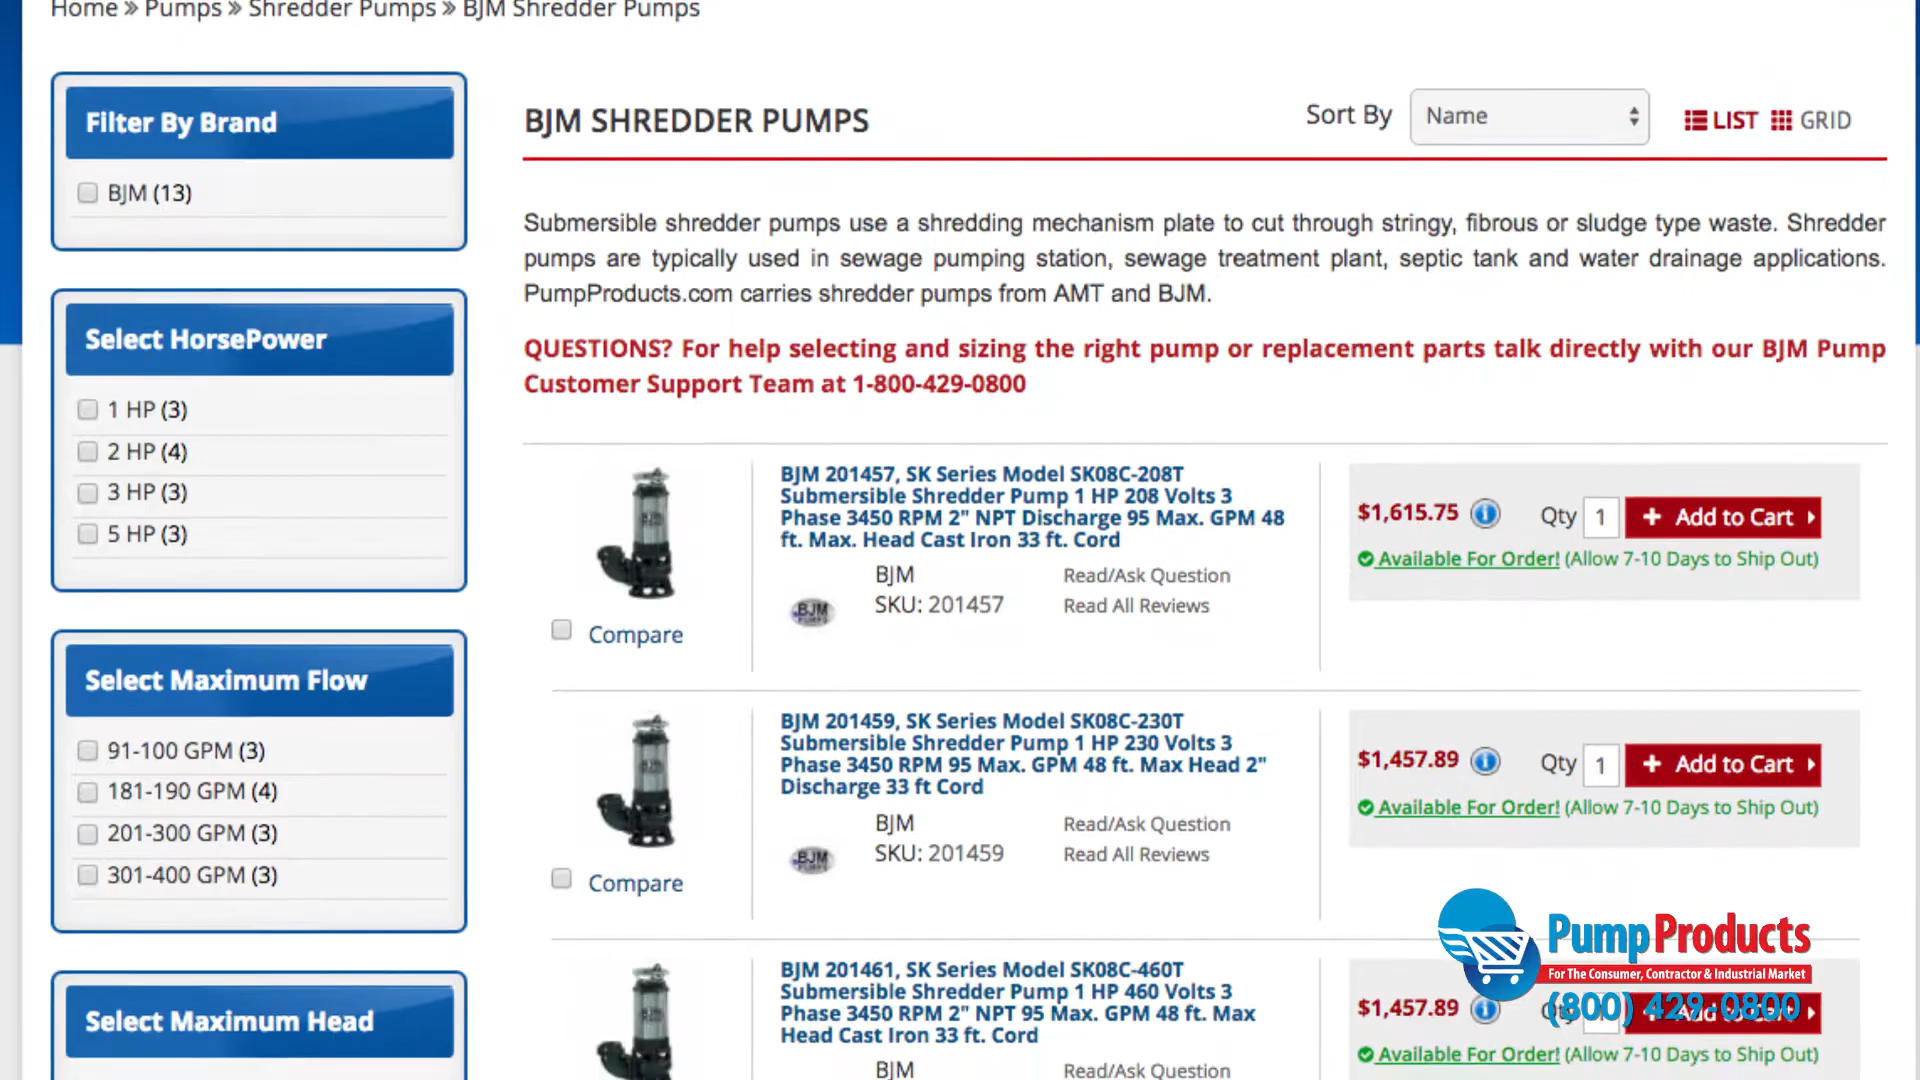 Home » Pumps » Shredder Pumps » BJM Shredder Pumps
Filter By Brand
BJM (13)
Select HorsePower
1 HP (3)
2 HP (4)
3 HP (3)
5 HP (3)
Select Maximum Flow
91-100 GPM (3)
181-190 GPM (4)
201-300 GPM (3)
301-400 GPM (3)
Select Maximum Head
BJM SHREDDER PUMPS
Sort By Name LIST GRID
Submersible shredder pumps use a shredding mechanism plate to cut through stringy, fibrous or sludge type waste. Shredder
pumps are typically used in sewage pumping station, sewage treatment plant, septic tank and water drainage applications.
PumpProducts.com carries shredder pumps from AMT and BJM.
QUESTIONS? For help selecting and sizing the right pump or replacement parts talk directly with our BJM Pump
Customer Support Team at 1-800-429-0800
BJM 201457, SK Series Model SK08C-208T
Submersible Shredder Pump 1 HP 208 Volts 3
Phase 3450 RPM 2" NPT Discharge 95 Max. GPM 48
ft. Max. Head Cast Iron 33 ft. Cord
BJM
SKU: 201457
Read/Ask Question
Read All Reviews
BJM
PUMPS
Compare
$1,615.75 Qty 1 + Add to Cart
Available For Order! (Allow 7-10 Days to Ship Out)
BJM 201459, SK Series Model SK08C-230T
Submersible Shredder Pump 1 HP 230 Volts 3
Phase 3450 RPM 95 Max. GPM 48 ft. Max Head 2"
Discharge 33 ft Cord
BJM
SKU: 201459
Read/Ask Question
Read All Reviews
BJM
PUMPS
Compare
$1,457.89 Qty 1 + Add to Cart
Available For Order! (Allow 7-10 Days to Ship Out)
BJM 201461, SK Series Model SK08C-460T
Submersible Shredder Pump 1 HP 460 Volts 3
Phase 3450 RPM 2" NPT 95 Max. GPM 48 ft. Max
Head Cast Iron 33 ft. Cord
BJM
Read/Ask Question
$1,457.89 Qty 1 + Add to Cart
Available For Order! (Allow 7-10 Days to Ship Out)
PumpProducts
For The Consumer, Contractor & Industrial Market
(800) 429-0800